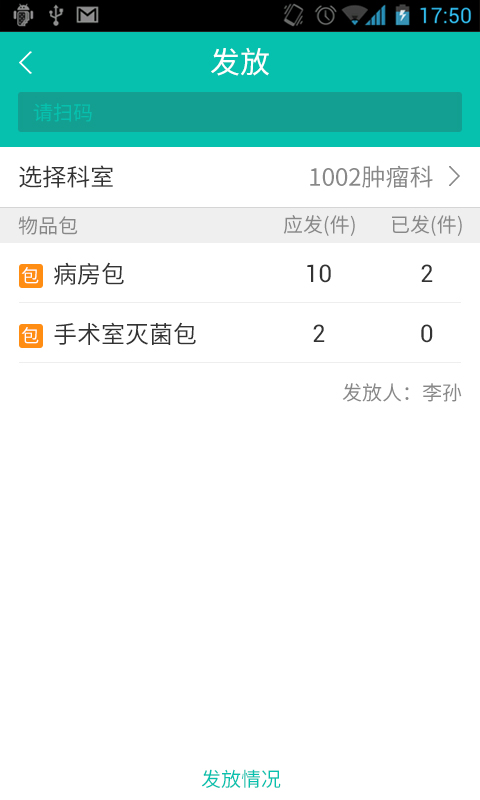 17:50
发放
请扫码
选择科室 1002肿瘤科
物品包 应发(件) 已发(件)
包 病房包 10 2
包 手术室灭菌包 2 0
发放人：李孙
发放情况